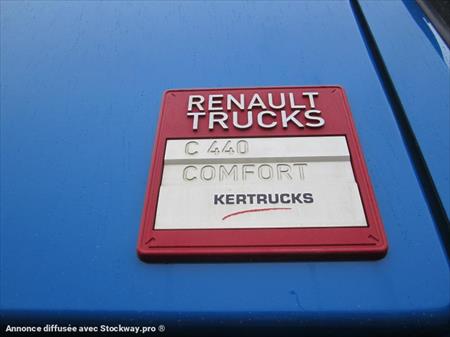 RENAULT
TRUCKS
C 440
COMFORT
KERTRUCKS
Annonce diffusée avec Stockway.pro ®